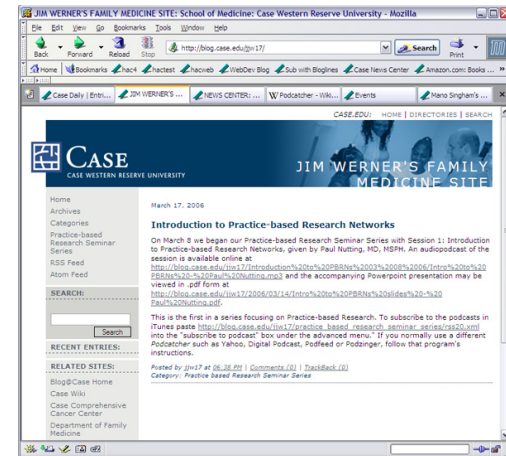 JIM WERNER'S FAMILY MEDICINE SITE: School of Medicine: Case Western Reserve University - Mozilla
File Edit View Go Bookmarks Tools Window Help
Back Forward Reload Stop http://blog.case.edu/jjw17/ Search Print
Home Bookmarks hac4 hactest hacweb WebDev Blog Sub with Bloglines Case News Center Amazon.com: Books ...
Case Daily | Entri... JIM WERNER'S ... NEWS CENTER: ... Podcatcher - Wiki... Events Mano Singham's ...
CASE.EDU: HOME | DIRECTORIES | SEARCH
CASE
CASE WESTERN RESERVE UNIVERSITY
JIM WERNER'S FAMILY
MEDICINE SITE
Home
Archives
Categories
Practice-based
Research Seminar
Series
RSS Feed
Atom Feed
SEARCH:
Search
RECENT ENTRIES:
RELATED SITES:
Blog@Case Home
Case Wiki
Case Comprehensive
Cancer Center
Department of Family
Medicine
March 17, 2006
Introduction to Practice-based Research Networks
On March 8 we began our Practice-based Research Seminar Series with Session 1: Introduction
to Practice-based Research Networks, given by Paul Nutting, MD, MSPH. An audiopodcast of the
session is available online at
http://blog.case.edu/jjw17/Introduction%20to%20PBRNs%2003%2008%2006/Intro%20to%20
PBRNs%20-%20Paul%20Nutting.mp3 and the accompanying Powerpoint presentation may be
viewed in .pdf form at
http://blog.case.edu/jjw17/2006/03/14/Intro%20to%20PBRNs%20slides%20-%20
Paul%20Nutting.pdf.
This is the first in a series focusing on Practice-based Research. To subscribe to the podcasts in
iTunes paste http://blog.case.edu/jjw17/practice_based_research_seminar_series/rss20.xml
into the "subscribe to podcast" box under the advanced menu." If you normally use a different
Podcatcher such as Yahoo, Digital Podcast, Podfeed or Podzinger, follow that program's
instructions.
Posted by jjw17 at 06:38 PM | Comments (0) | TrackBack (0)
Category: Practice based Research Seminar Series